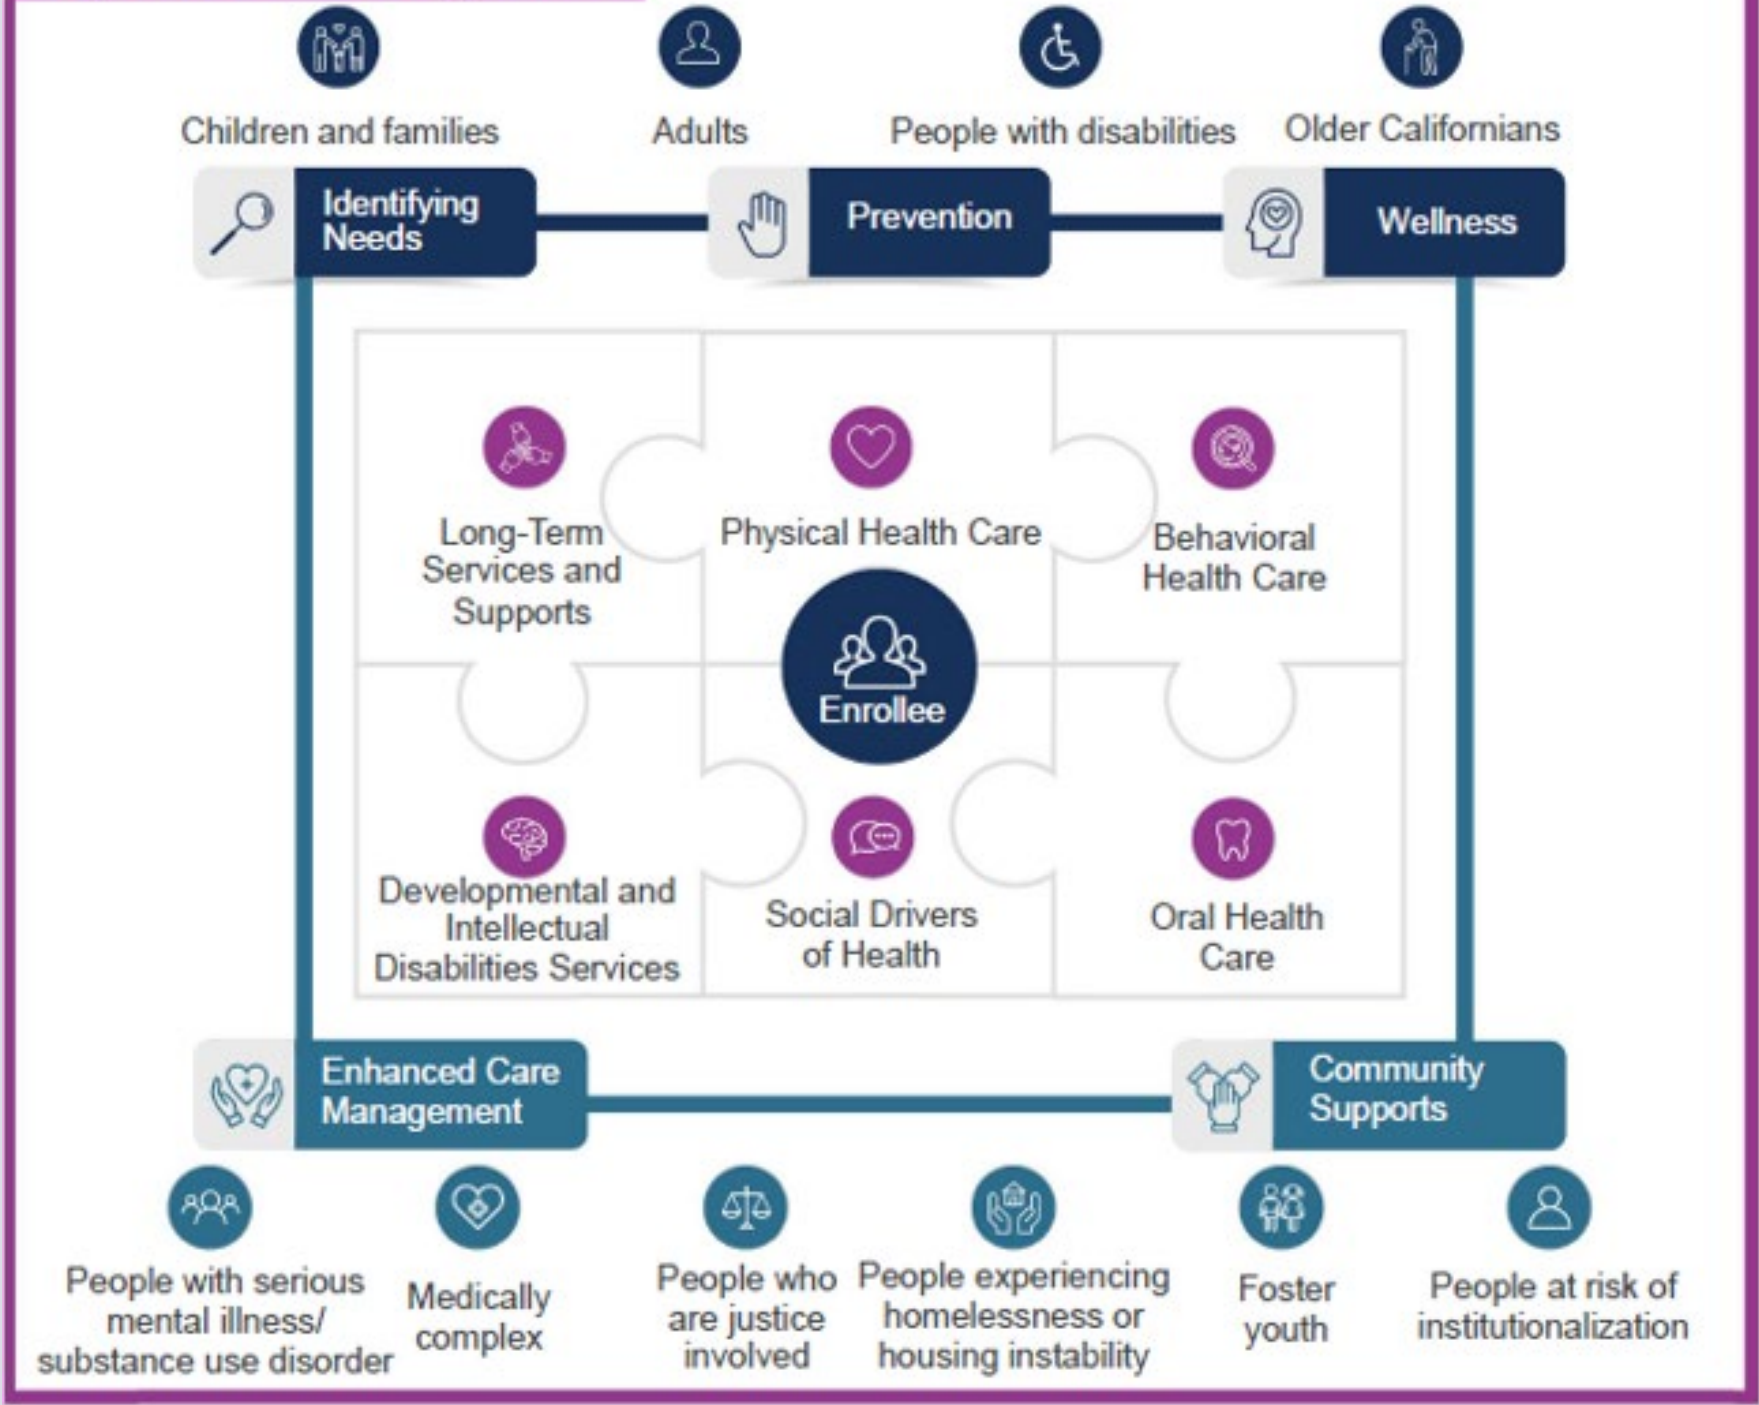 Children and families
Adults
People with disabilities
Older Californians
Identifying
Needs
Prevention
Wellness
Long-Term
Services and
Supports
Physical Health Care
Behavioral
Health Care
Enrollee
Developmental and
Intellectual
Disabilities Services
Social Drivers
of Health
Oral Health
Care
Enhanced Care
Management
Community
Supports
People with serious
mental illness/
substance use disorder
Medically
complex
People who
are justice
involved
People experiencing
homelessness or
housing instability
Foster
youth
People at risk of
institutionalization